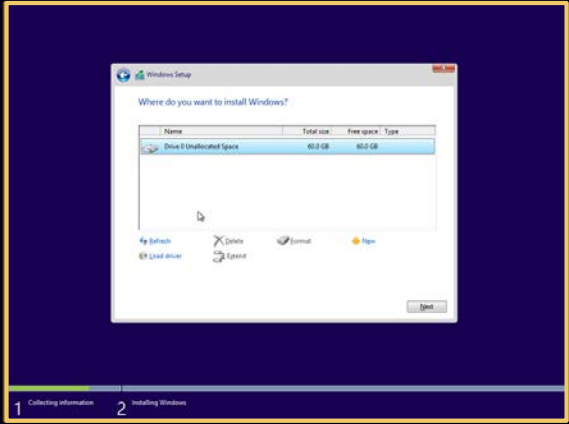 Windows Setup
Where do you want to install Windows?
Name Total size Free space Type
Drive 0 Unallocated Space 60.0 GB 60.0 GB
Refresh Delete Format New
Load driver Extend
Next
1 Collecting information 2 Installing Windows